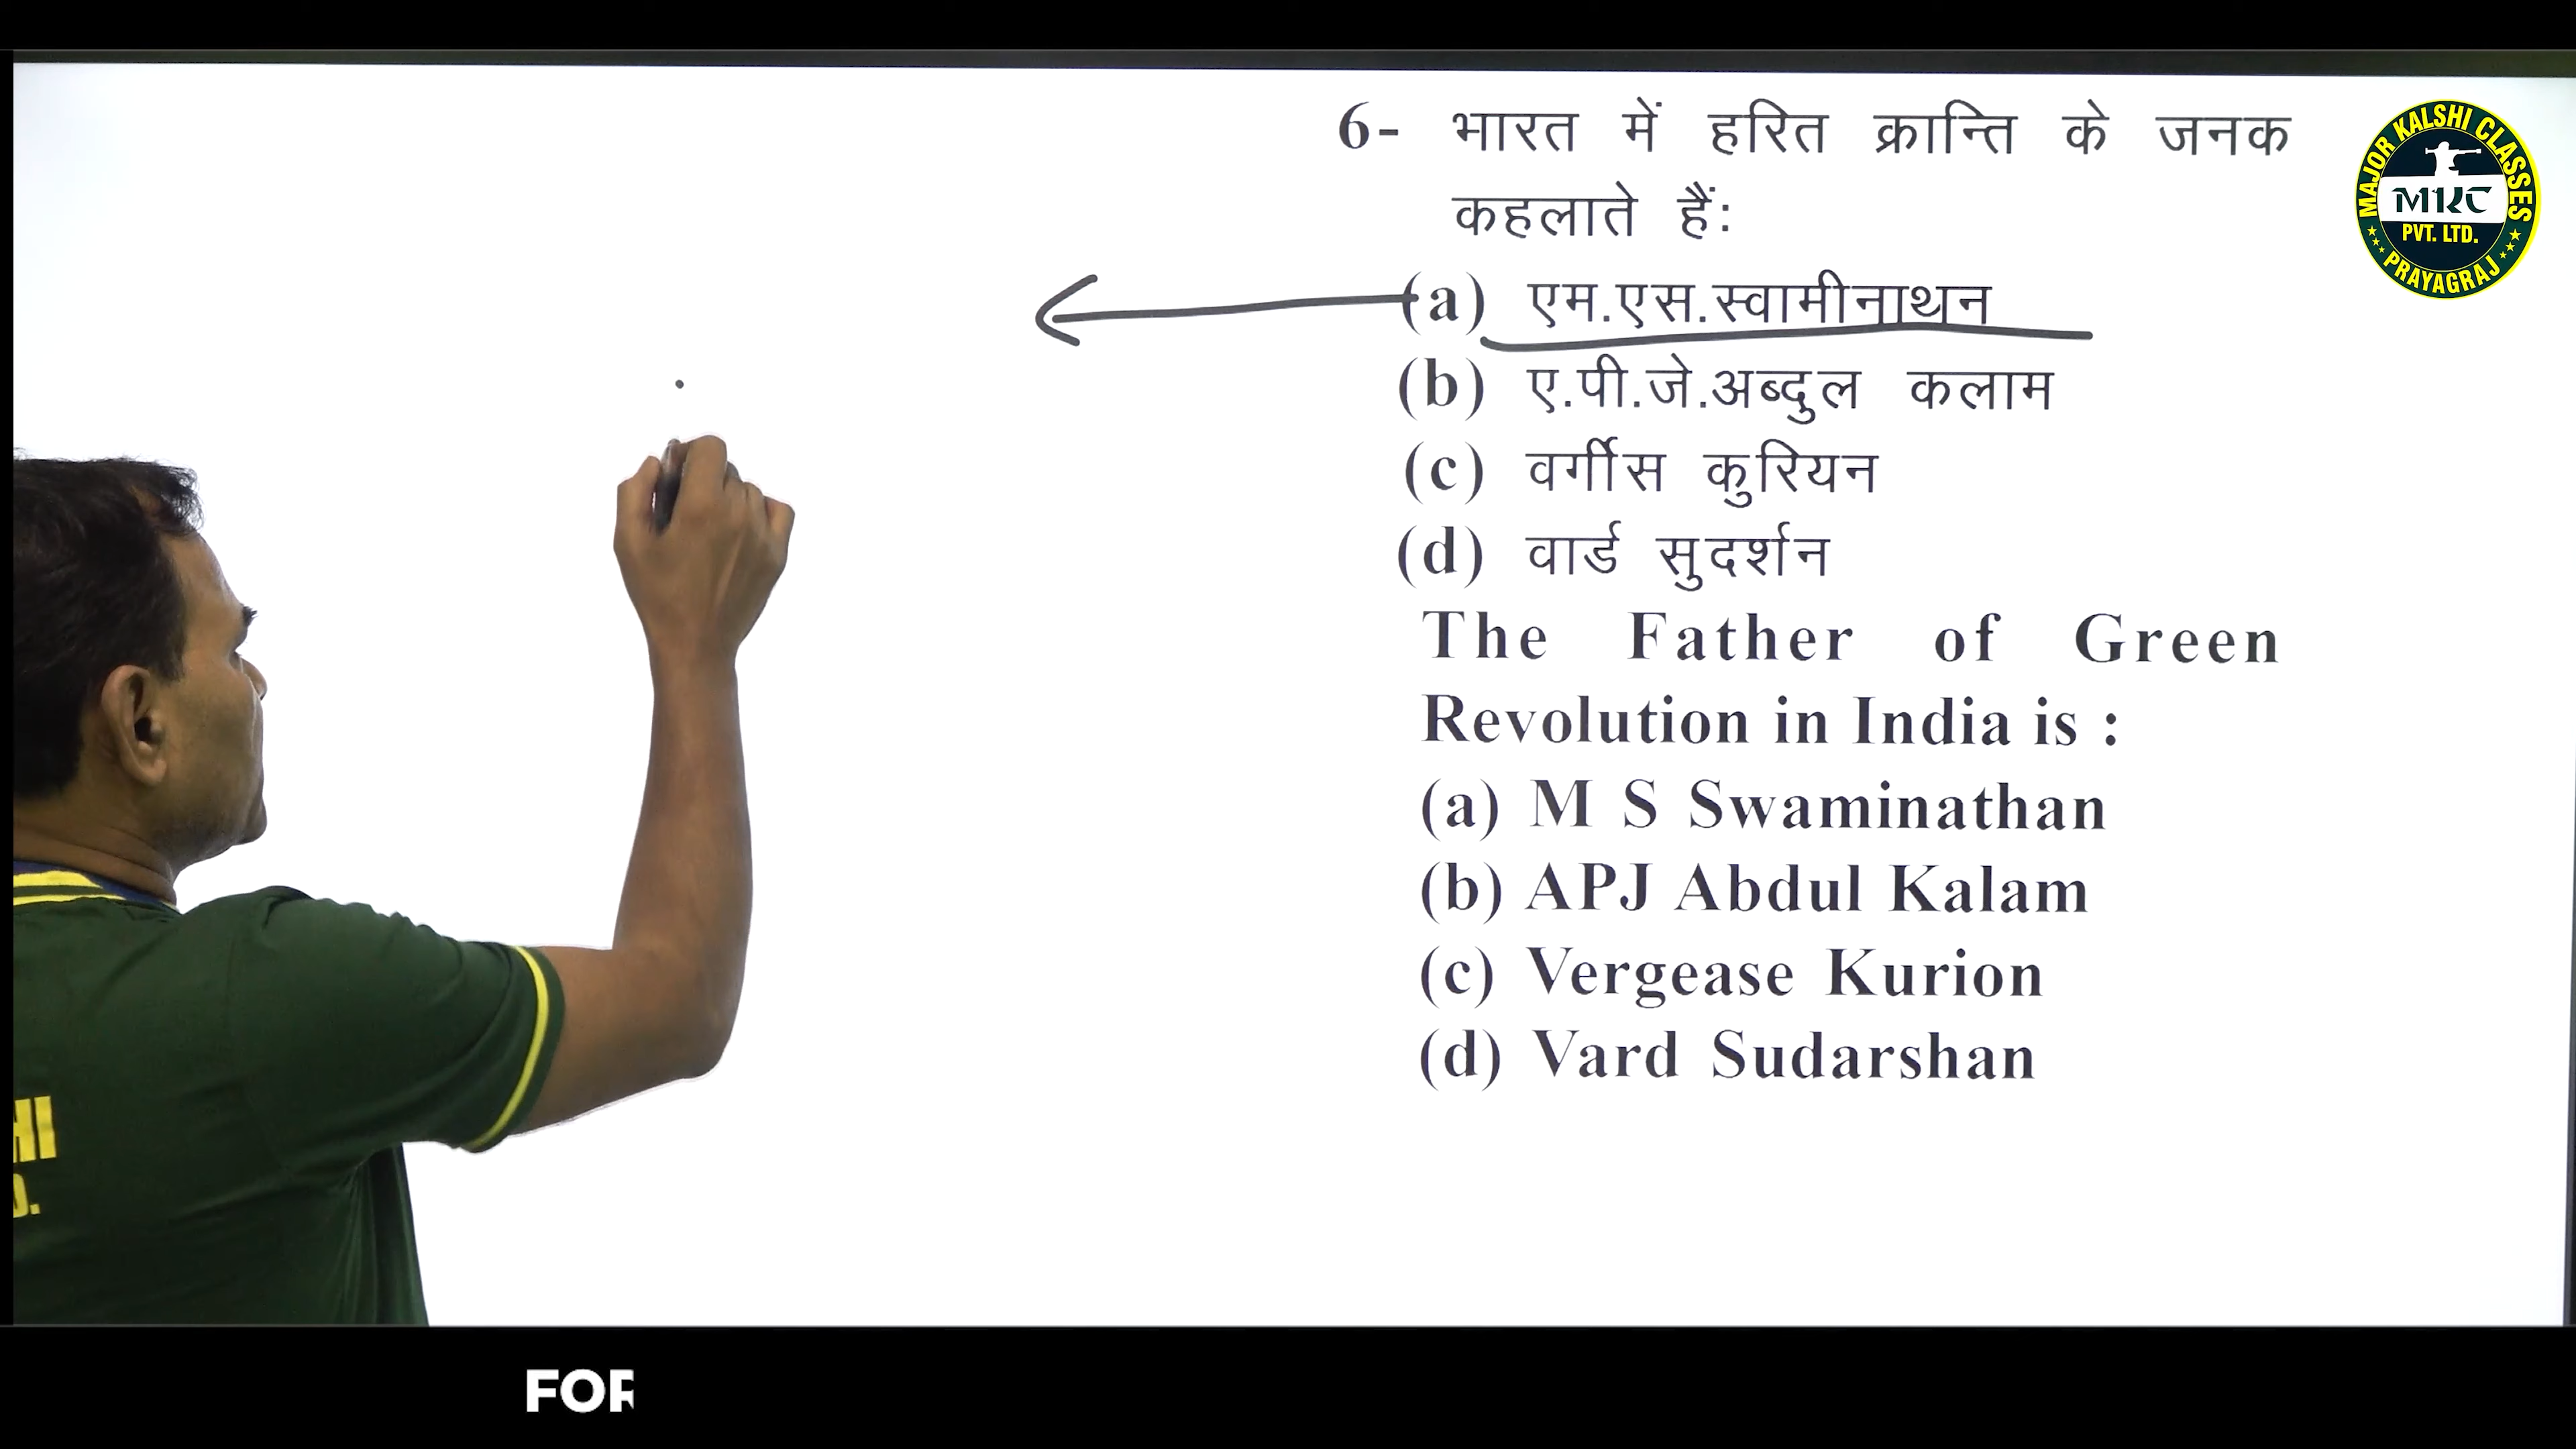 6- भारत में हरित क्रान्ति के जनक
कहलाते हैं:
(a) एम.एस.स्वामीनाथन
(b) ए.पी.जे.अब्दुल कलाम
(c) वर्गीस कुरियन
(d) वार्ड सुदर्शन
The Father of Green
Revolution in India is :
(a) M S Swaminathan
(b) APJ Abdul Kalam
(c) Vergease Kurion
(d) Vard Sudarshan
MAJOR KALSHI CLASSES
MKC
PVT. LTD.
PRAYAGRAJ
HI
D.
FOR